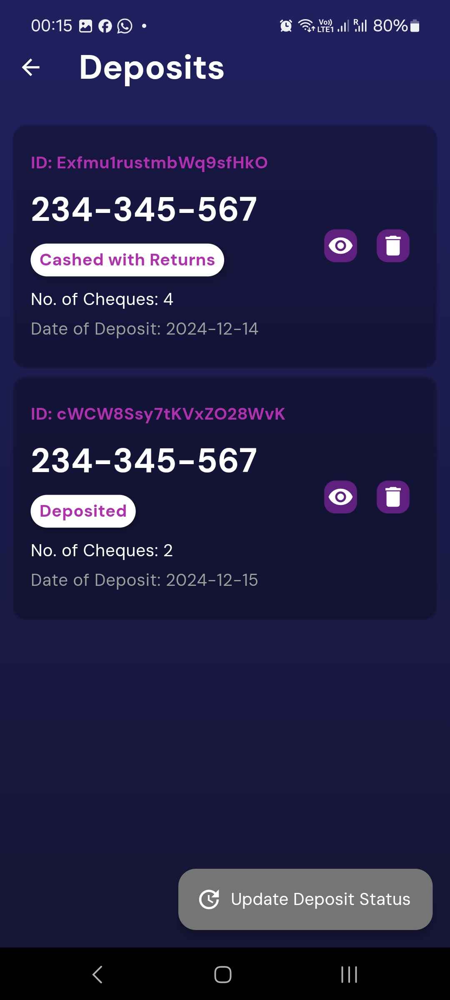 00:15
Vo)) LTE1
R
80%
Deposits
ID: Exfmu1rustmbWq9sfHkO
234-345-567
Cashed with Returns
No. of Cheques: 4
Date of Deposit: 2024-12-14
ID: cWCW8Ssy7tKVxZO28WvK
234-345-567
Deposited
No. of Cheques: 2
Date of Deposit: 2024-12-15
Update Deposit Status